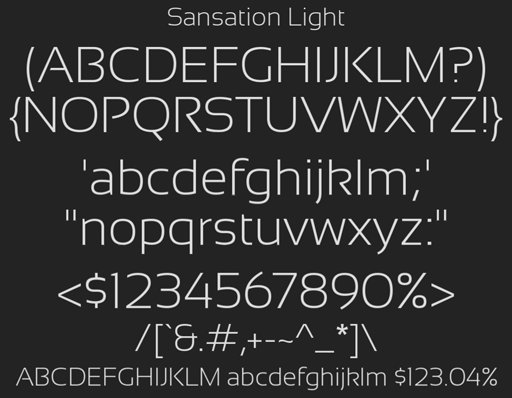 Sansation Light
(ABCDEFGHIJKLM?)
{NOPQRSTUVWXYZ!}
'abcdefghijklm;'
"nopqrstuvwxyz:"
<$1234567890%>
/[`&.#,+-~^_*]\
ABCDEFGHIJKLM abcdefghijklm $123.04%